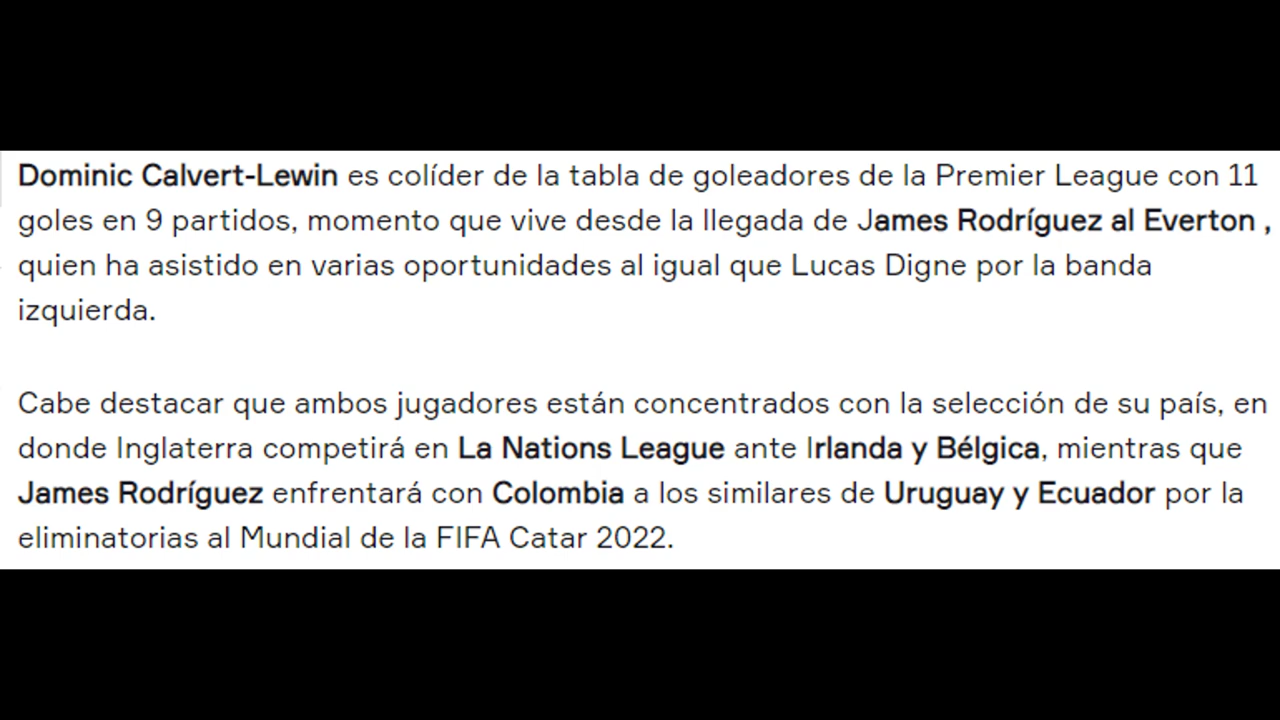 Dominic Calvert-Lewin es colíder de la tabla de goleadores de la Premier League con 11
goles en 9 partidos, momento que vive desde la llegada de James Rodríguez al Everton ,
quien ha asistido en varias oportunidades al igual que Lucas Digne por la banda
izquierda.
Cabe destacar que ambos jugadores están concentrados con la selección de su país, en
donde Inglaterra competirá en La Nations League ante Irlanda y Bélgica, mientras que
James Rodríguez enfrentará con Colombia a los similares de Uruguay y Ecuador por la
eliminatorias al Mundial de la FIFA Catar 2022.